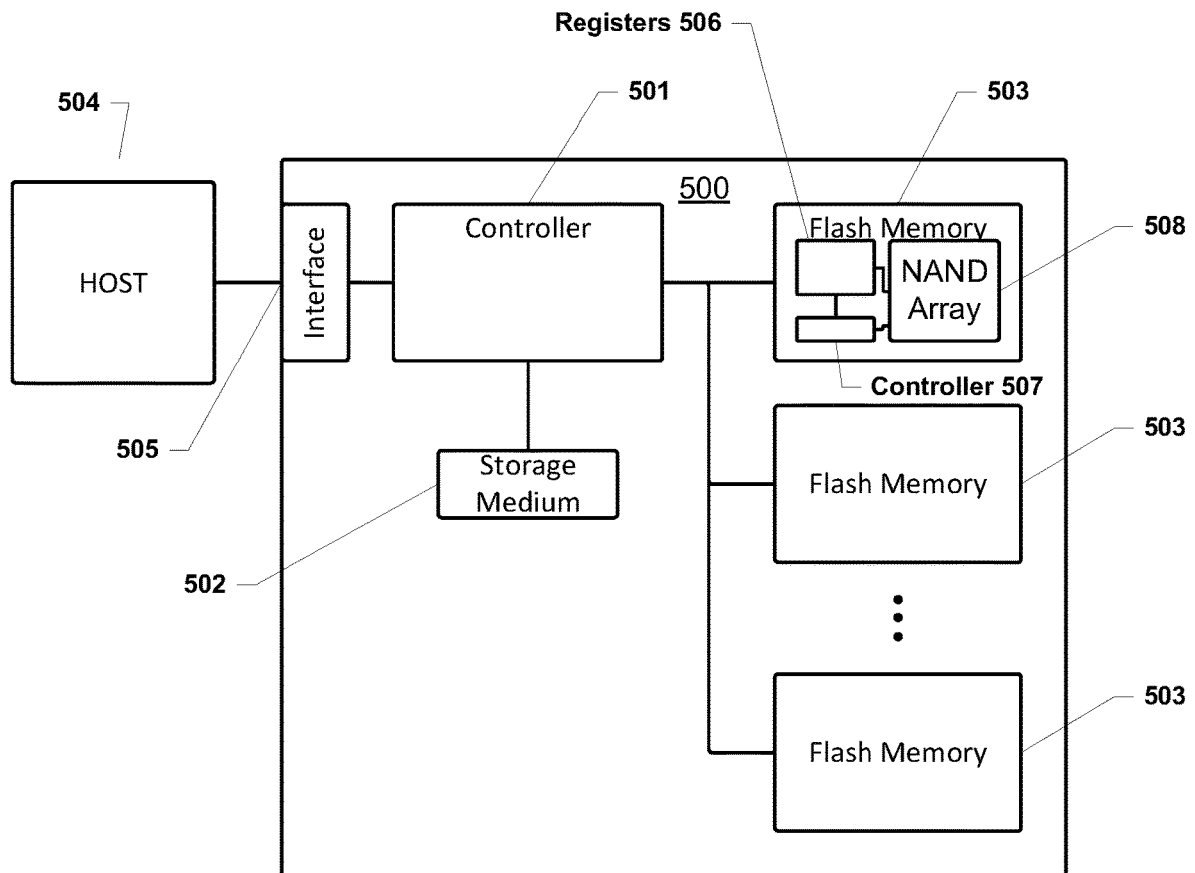 Registers 506
504
501
503
500
HOST
Interface
Controller
Flash Memory
NAND
Array
508
Controller 507
505
Storage
Medium
502
Flash Memory
503
Flash Memory
503